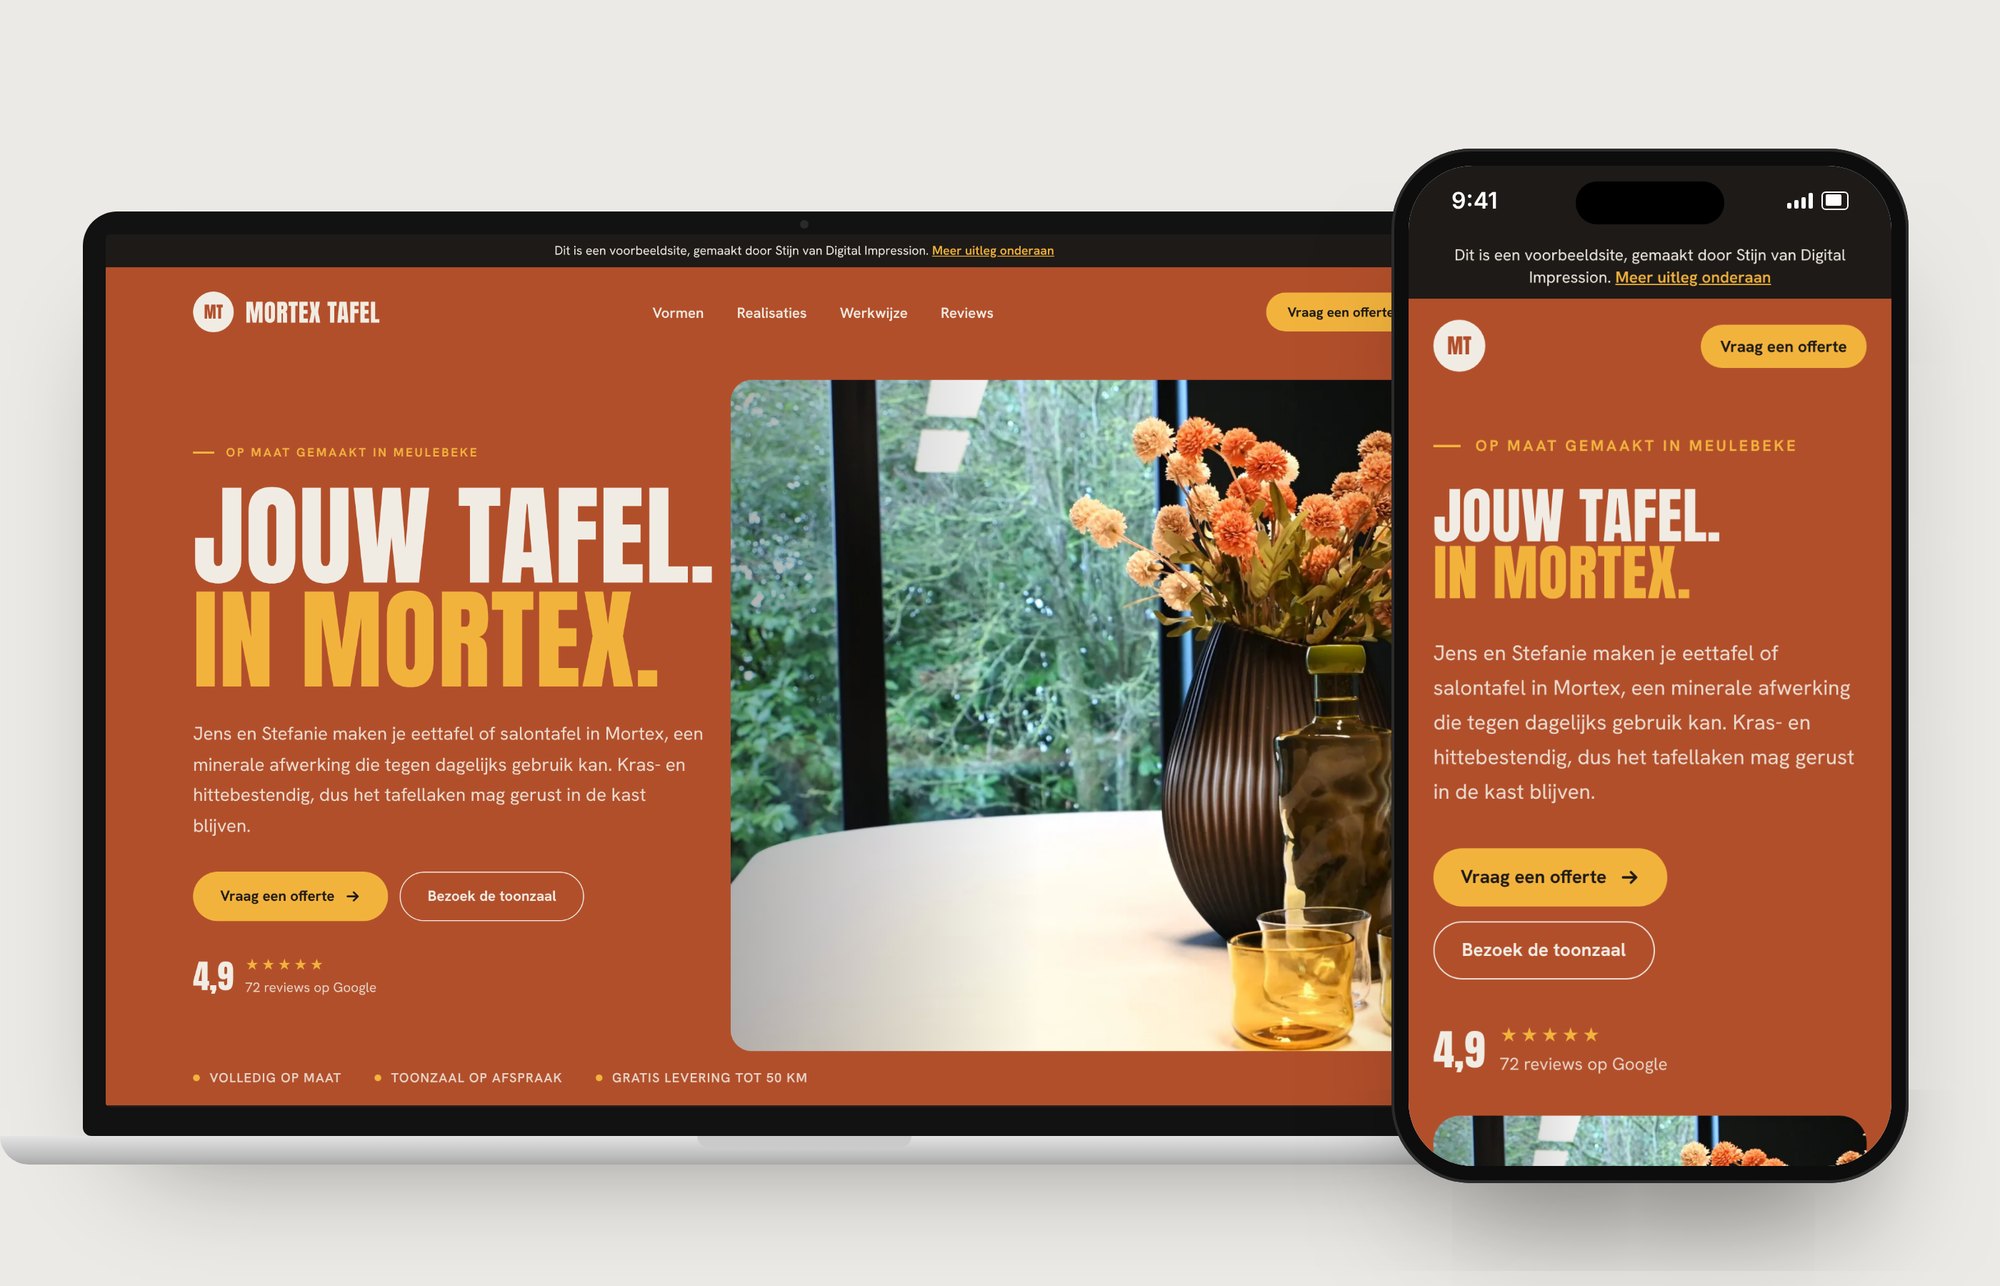 Dit is een voorbeeldsite, gemaakt door Stijn van Digital Impression. Meer uitleg onderaan
MT MORTEX TAFEL
Vormen Realisaties Werkwijze Reviews
Vraag een offerte
OP MAAT GEMAAKT IN MEULEBEKE
JOUW TAFEL.
IN MORTEX.
Jens en Stefanie maken je eettafel of salontafel in Mortex, een
minerale afwerking die tegen dagelijks gebruik kan. Kras- en
hittebestendig, dus het tafellaken mag gerust in de kast
blijven.
Vraag een offerte → Bezoek de toonzaal
4,9 ★★★★★
72 reviews op Google
VOLLEDIG OP MAAT TOONZAAL OP AFSPRAAK GRATIS LEVERING TOT 50 KM
9:41
Dit is een voorbeeldsite, gemaakt door Stijn van Digital
Impression. Meer uitleg onderaan
MT Vraag een offerte
OP MAAT GEMAAKT IN MEULEBEKE
JOUW TAFEL.
IN MORTEX.
Jens en Stefanie maken je eettafel of
salontafel in Mortex, een minerale afwerking
die tegen dagelijks gebruik kan. Kras- en
hittebestendig, dus het tafellaken mag gerust
in de kast blijven.
Vraag een offerte →
Bezoek de toonzaal
4,9 ★★★★★
72 reviews op Google